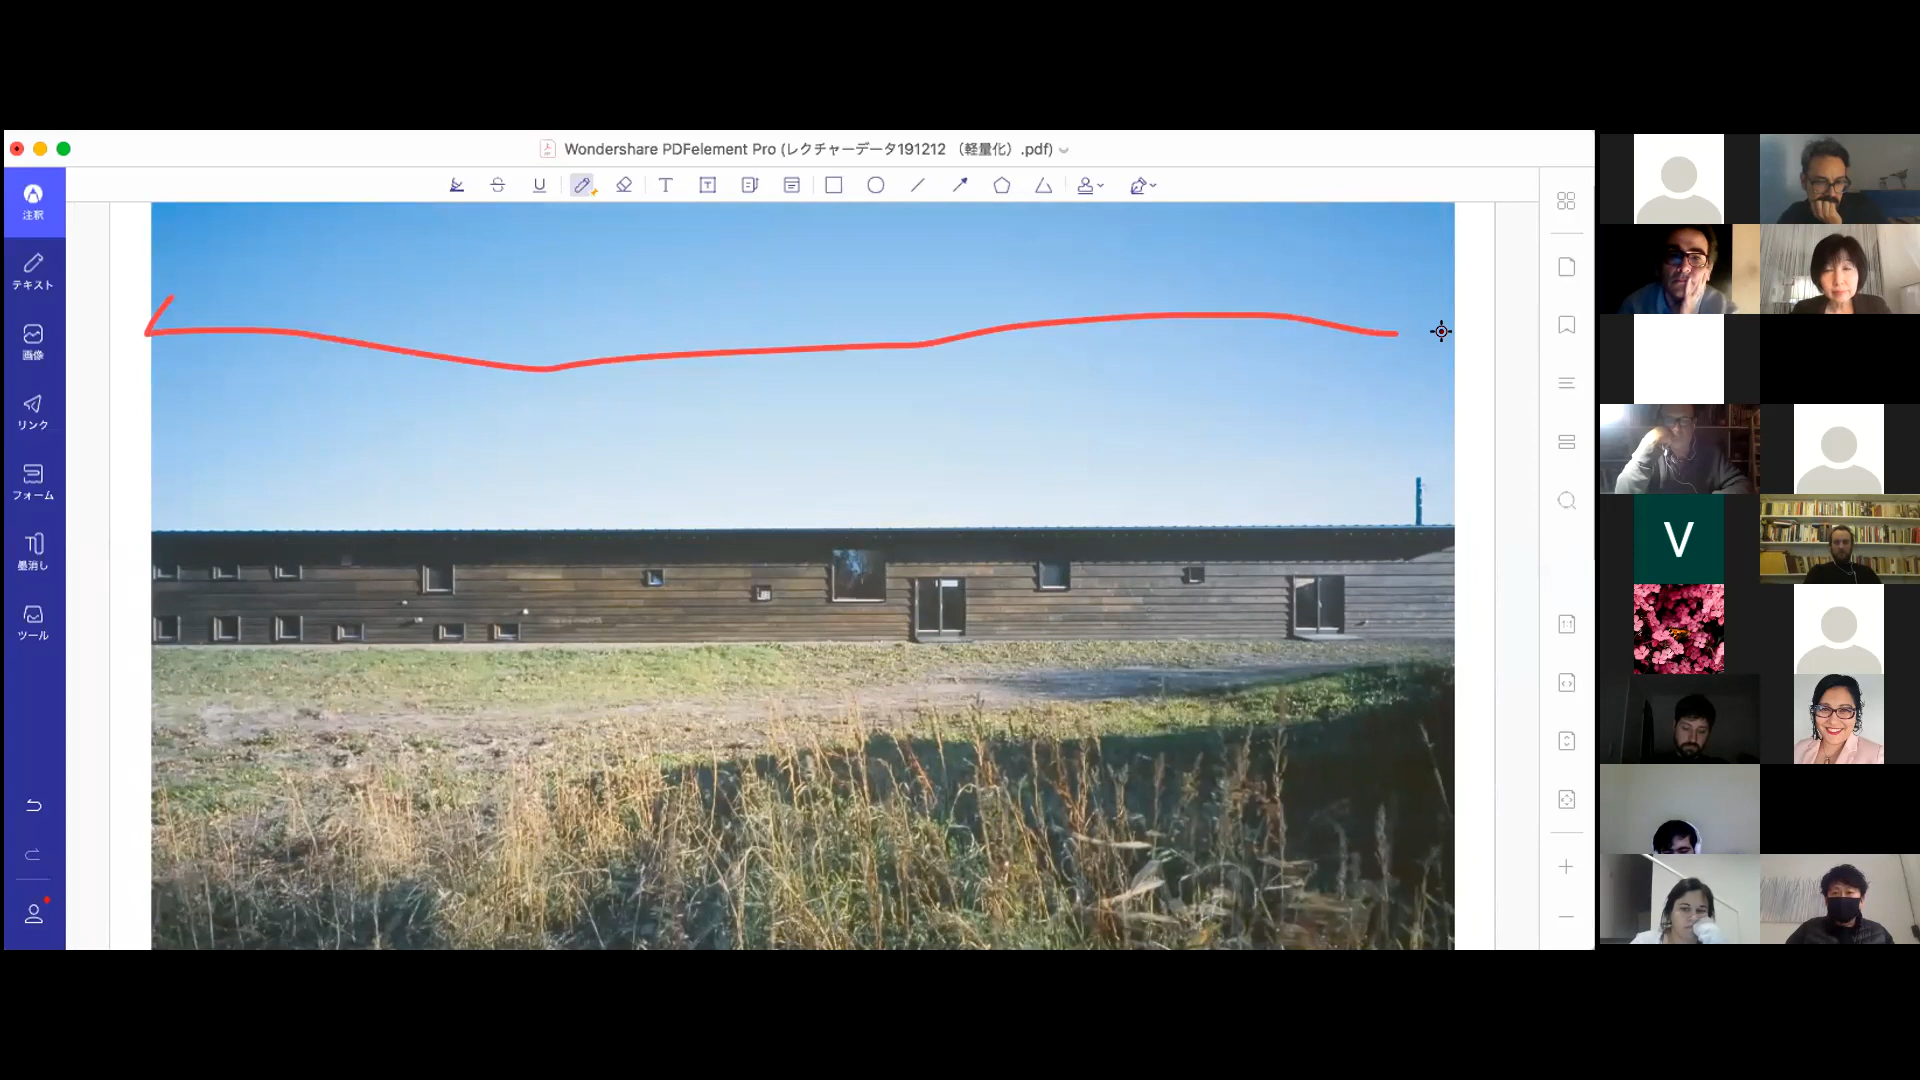 Wondershare PDFelement Pro (レクチャーデータ191212 （軽量化）.pdf)
注釈
テキスト
画像
リンク
フォーム
墨消し
ツール
V